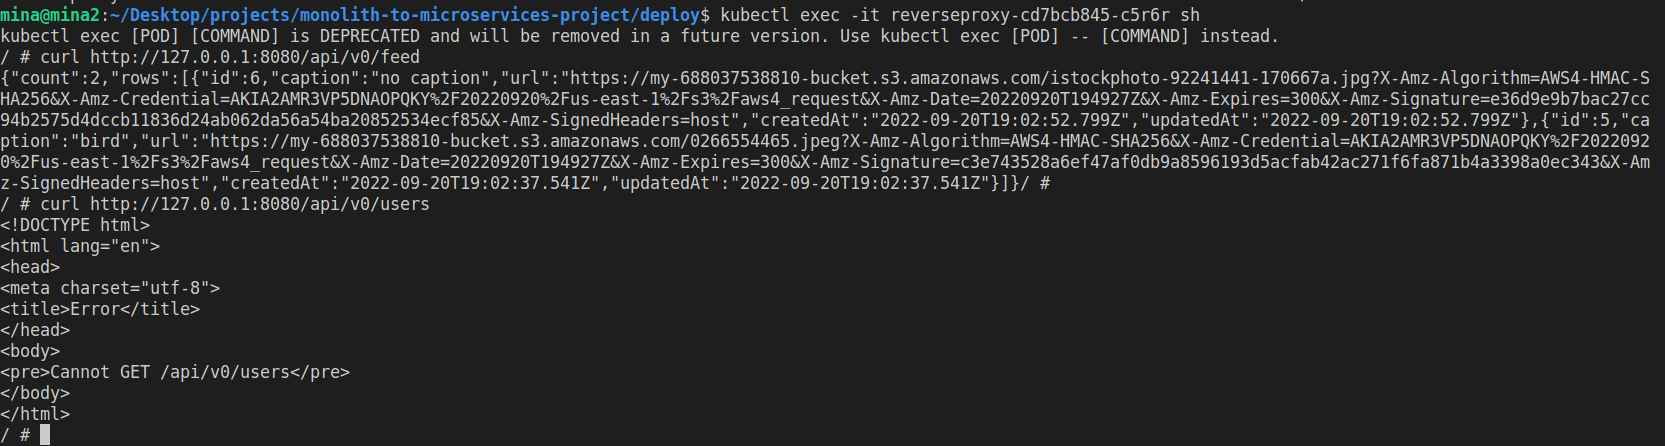 mina@mina2:~/Desktop/projects/monolith-to-microservices-project/deploy$ kubectl exec -it reverseproxy-cd7bcb845-c5r6r sh
kubectl exec [POD] [COMMAND] is DEPRECATED and will be removed in a future version. Use kubectl exec [POD] -- [COMMAND] instead.
/ # curl http://127.0.0.1:8080/api/v0/feed
{"count":2,"rows":[{"id":6,"caption":"no caption","url":"https://my-688037538810-bucket.s3.amazonaws.com/istockphoto-92241441-170667a.jpg?X-Amz-Algorithm=AWS4-HMAC-S
HA256&X-Amz-Credential=AKIA2AMR3VP5DNAOPQKY%2F20220920%2Fus-east-1%2Fs3%2Faws4_request&X-Amz-Date=20220920T194927Z&X-Amz-Expires=300&X-Amz-Signature=e36d9e9b7bac27cc
94b2575d4dccb11836d24ab062da56a54ba20852534ecf85&X-Amz-SignedHeaders=host","createdAt":"2022-09-20T19:02:52.799Z","updatedAt":"2022-09-20T19:02:52.799Z"},{"id":5,"ca
ption":"bird","url":"https://my-688037538810-bucket.s3.amazonaws.com/0266554465.jpeg?X-Amz-Algorithm=AWS4-HMAC-SHA256&X-Amz-Credential=AKIA2AMR3VP5DNAOPQKY%2F2022092
0%2Fus-east-1%2Fs3%2Faws4_request&X-Amz-Date=20220920T194927Z&X-Amz-Expires=300&X-Amz-Signature=c3e743528a6ef47af0db9a8596193d5acfab42ac271f6fa871b4a3398a0ec343&X-Am
z-SignedHeaders=host","createdAt":"2022-09-20T19:02:37.541Z","updatedAt":"2022-09-20T19:02:37.541Z"}]}/ #
/ # curl http://127.0.0.1:8080/api/v0/users
<!DOCTYPE html>
<html lang="en">
<head>
<meta charset="utf-8">
<title>Error</title>
</head>
<body>
<pre>Cannot GET /api/v0/users</pre>
</body>
</html>
/ #